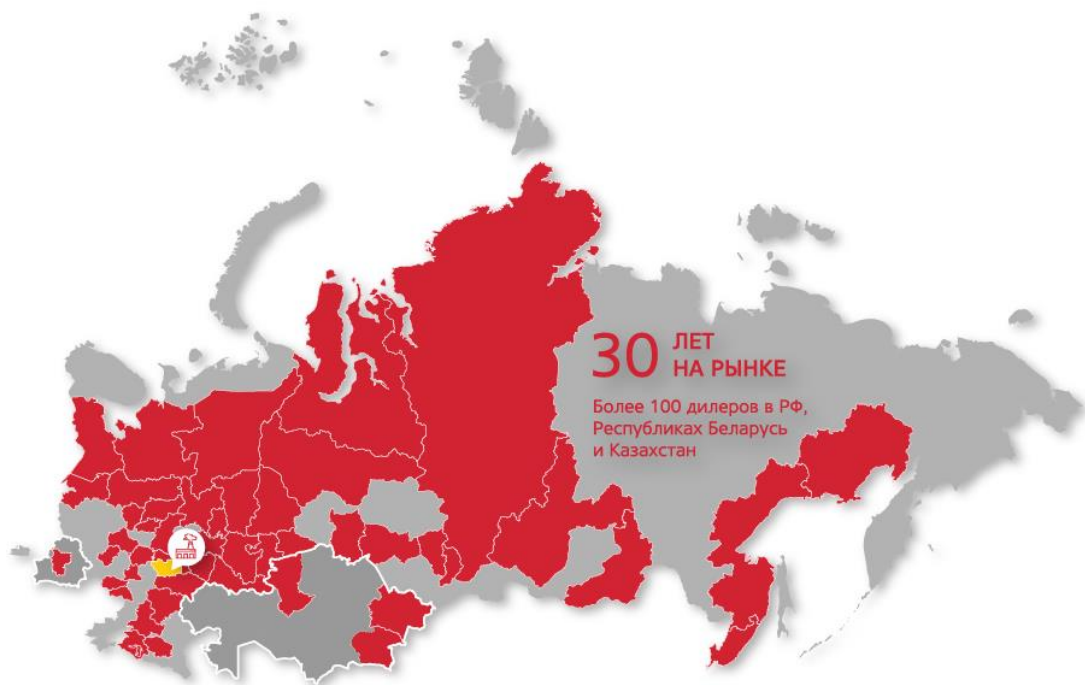 30 ЛЕТ
НА РЫНКЕ
Более 100 дилеров в РФ,
Республиках Беларусь
и Казахстан